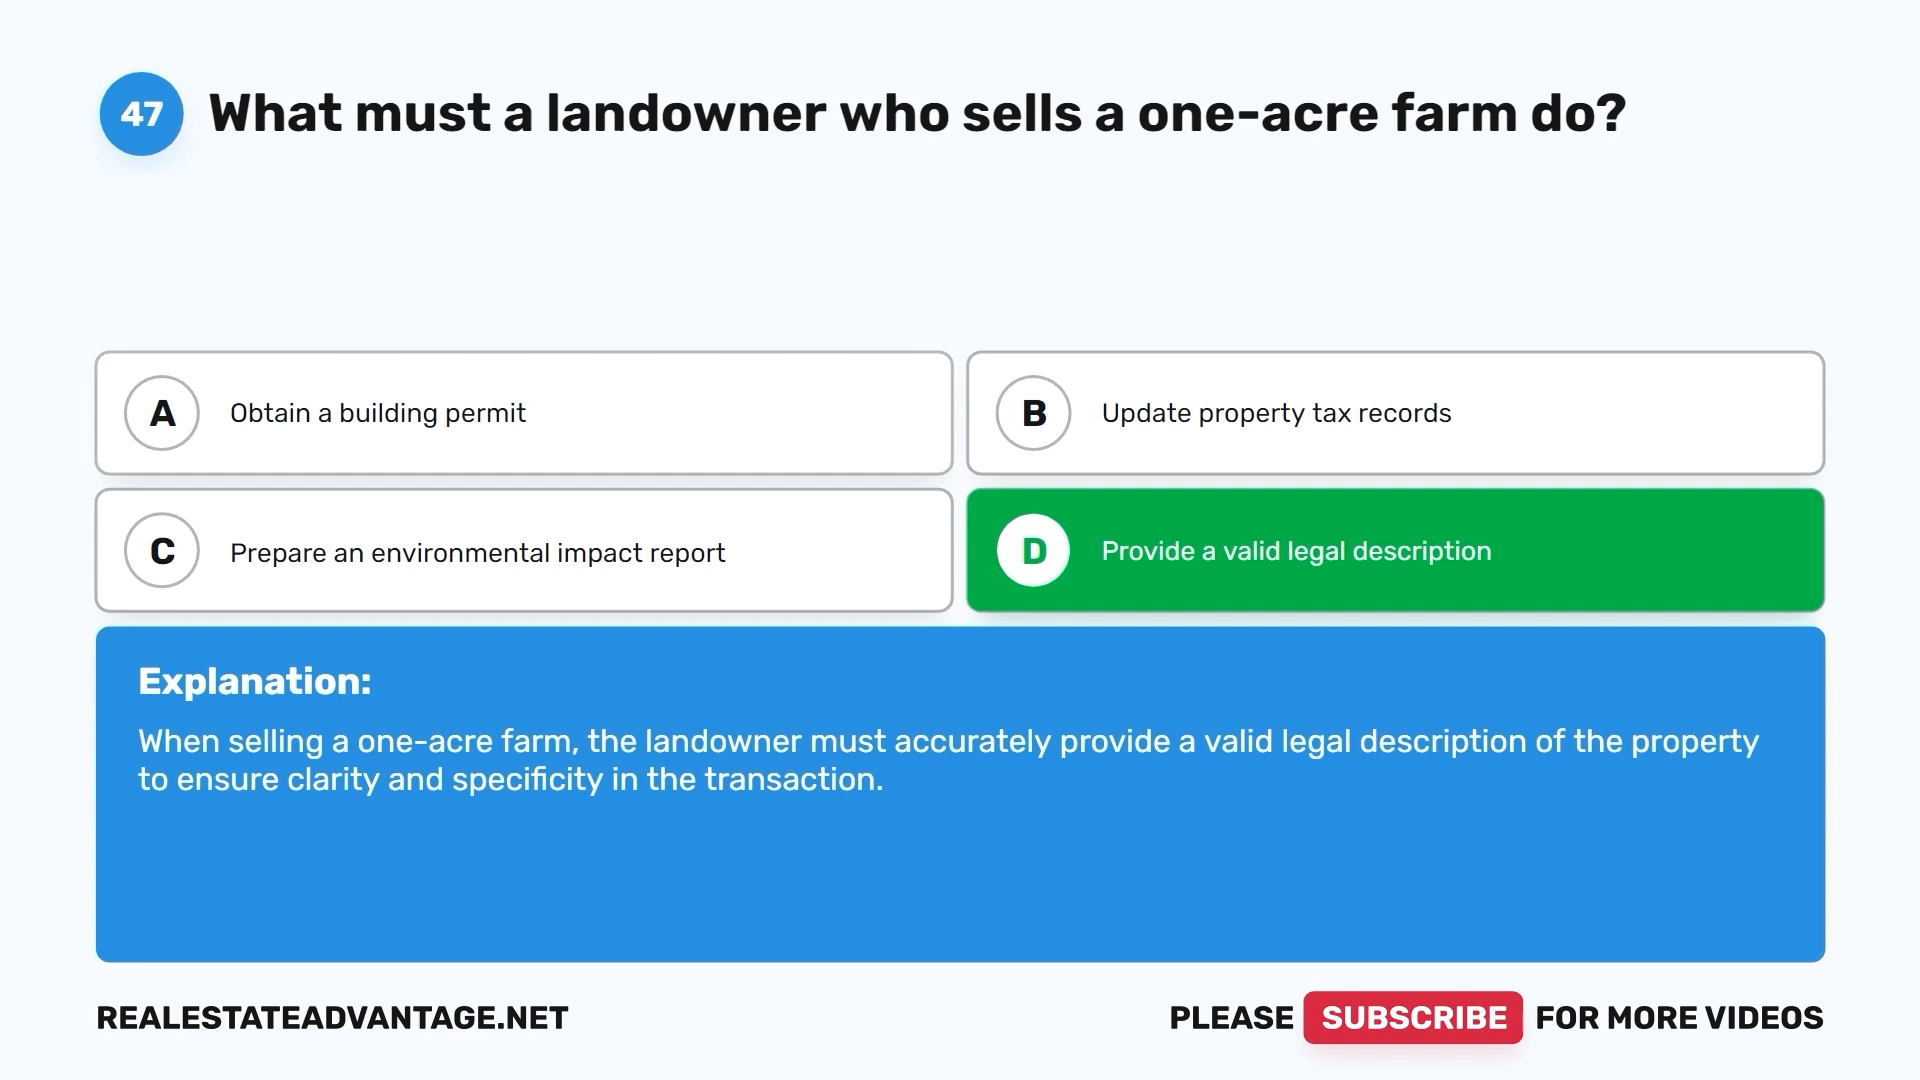 47 What must a landowner who sells a one-acre farm do?
A Obtain a building permit
B Update property tax records
C Prepare an environmental impact report
D Provide a valid legal description
Explanation:
When selling a one-acre farm, the landowner must accurately provide a valid legal description of the property
to ensure clarity and specificity in the transaction.
REALESTATEADVANTAGE.NET
PLEASE SUBSCRIBE FOR MORE VIDEOS